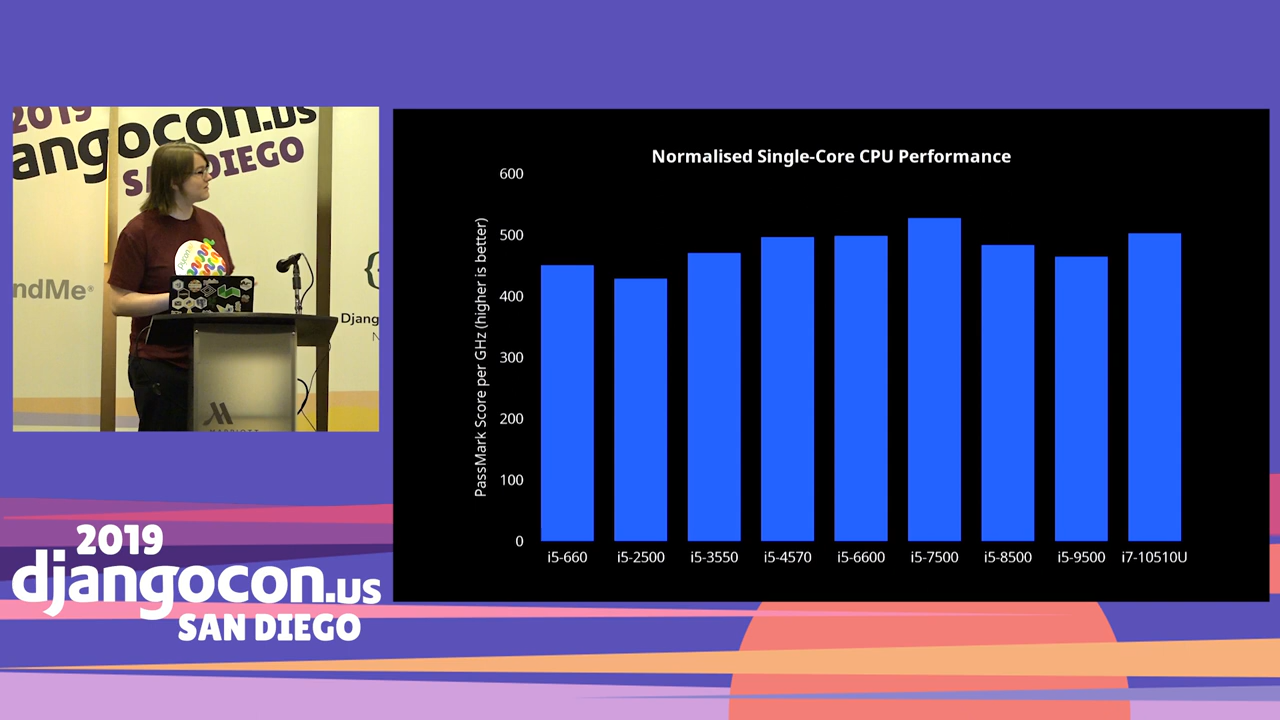 2019
angocon.us
SAN DIEGO
ndMe®
Djang
N
MARRIOTT
2019
djangocon.us
SAN DIEGO
Normalised Single-Core CPU Performance
PassMark Score per GHz (higher is better)
600
500
400
300
200
100
0
i5-660 i5-2500 i5-3550 i5-4570 i5-6600 i5-7500 i5-8500 i5-9500 i7-10510U